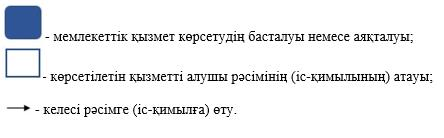 - мемлекеттік қызмет көрсетудің басталуы немесе аяқталуы;
- көрсетілетін қызметті алушы рәсімінің (іс-қимылының) атауы;
- келесі рәсімге (іс-қимылға) өту.